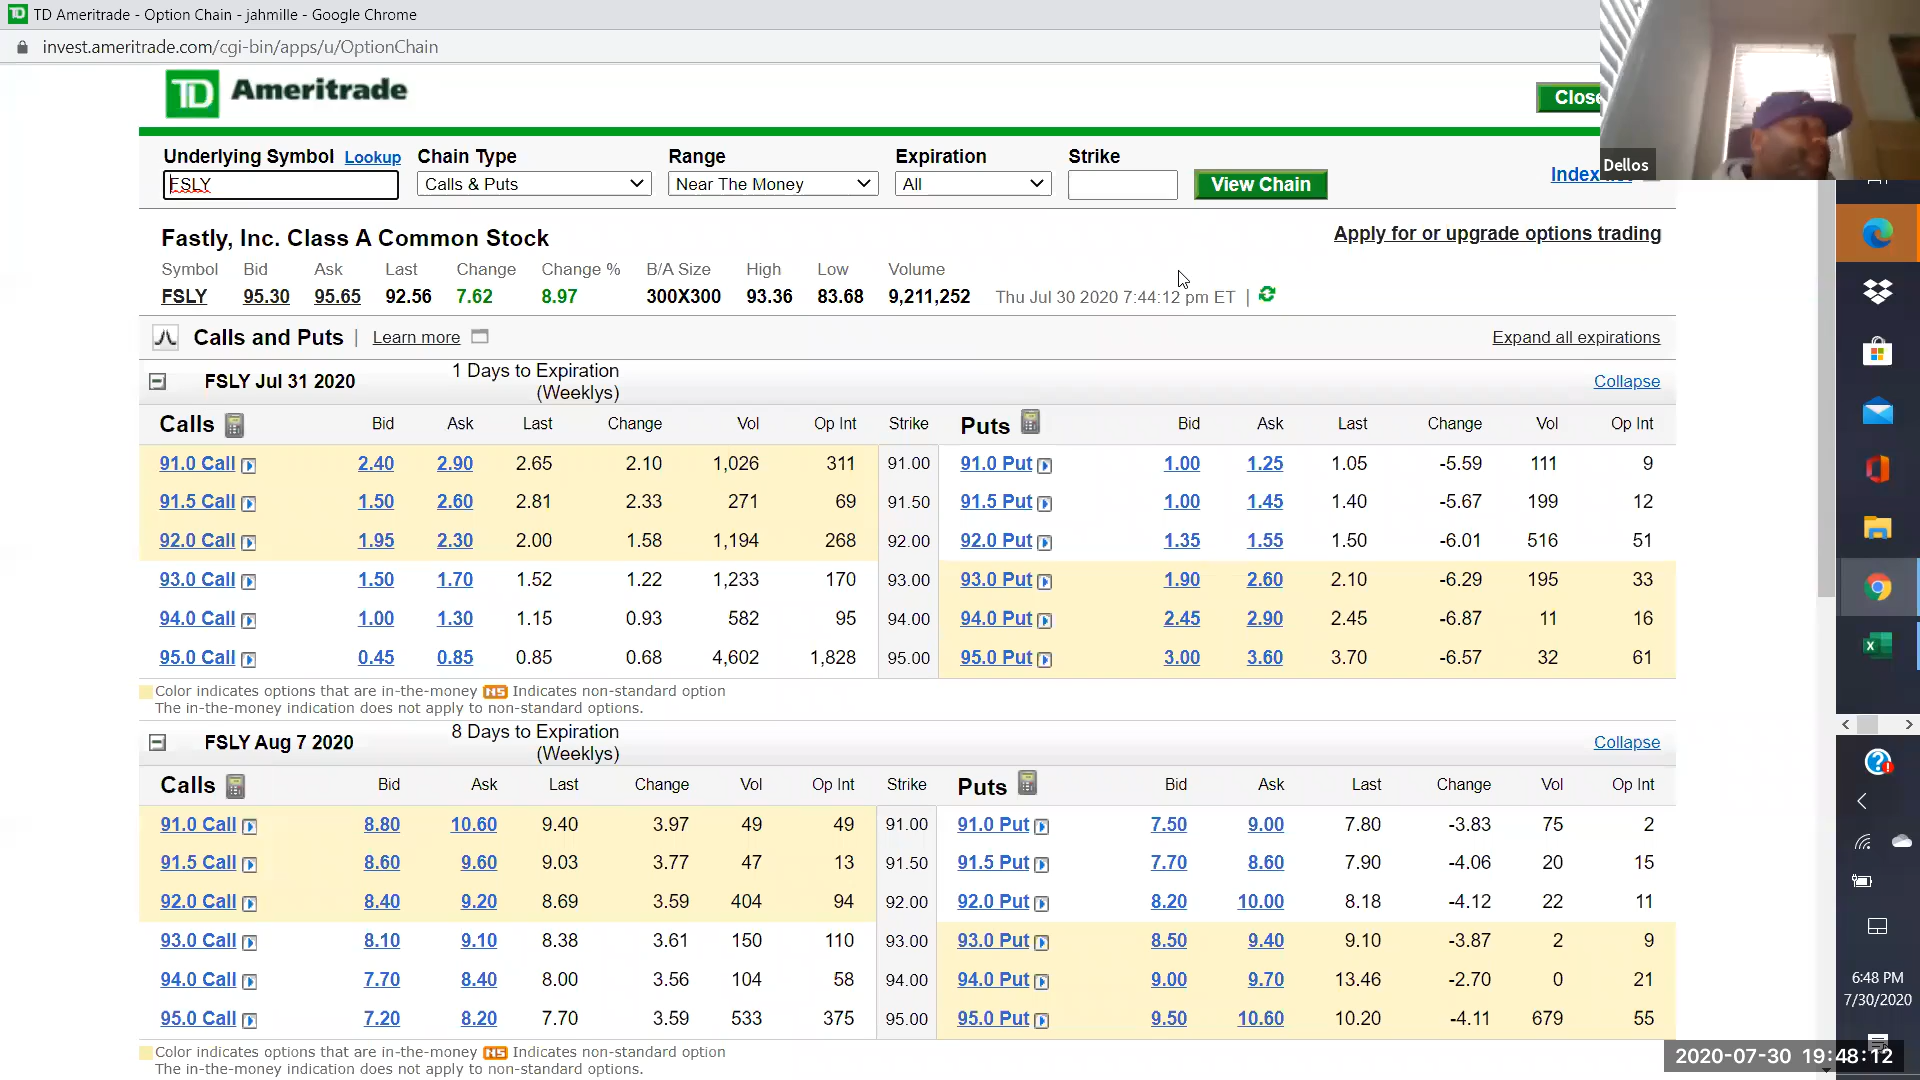 TD Ameritrade - Option Chain - jahmille - Google Chrome
invest.ameritrade.com/cgi-bin/apps/u/OptionChain
TD Ameritrade
Close
Dellos
Underlying Symbol Lookup Chain Type Range Expiration Strike
FSLY Calls & Puts Near The Money All View Chain
Index
Fastly, Inc. Class A Common Stock Apply for or upgrade options trading
Symbol Bid Ask Last Change Change % B/A Size High Low Volume
FSLY 95.30 95.65 92.56 7.62 8.97 300X300 93.36 83.68 9,211,252 Thu Jul 30 2020 7:44:12 pm ET |
Calls and Puts | Learn more Expand all expirations
FSLY Jul 31 2020 1 Days to Expiration (Weeklys) Collapse
Calls Bid Ask Last Change Vol Op Int Strike Puts Bid Ask Last Change Vol Op Int
91.0 Call 2.40 2.90 2.65 2.10 1,026 311 91.00 91.0 Put 1.00 1.25 1.05 -5.59 111 9
91.5 Call 1.50 2.60 2.81 2.33 271 69 91.50 91.5 Put 1.00 1.45 1.40 -5.67 199 12
92.0 Call 1.95 2.30 2.00 1.58 1,194 268 92.00 92.0 Put 1.35 1.55 1.50 -6.01 516 51
93.0 Call 1.50 1.70 1.52 1.22 1,233 170 93.00 93.0 Put 1.90 2.60 2.10 -6.29 195 33
94.0 Call 1.00 1.30 1.15 0.93 582 95 94.00 94.0 Put 2.45 2.90 2.45 -6.87 11 16
95.0 Call 0.45 0.85 0.85 0.68 4,602 1,828 95.00 95.0 Put 3.00 3.60 3.70 -6.57 32 61
Color indicates options that are in-the-money NS Indicates non-standard option
The in-the-money indication does not apply to non-standard options.
FSLY Aug 7 2020 8 Days to Expiration (Weeklys) Collapse
Calls Bid Ask Last Change Vol Op Int Strike Puts Bid Ask Last Change Vol Op Int
91.0 Call 8.80 10.60 9.40 3.97 49 49 91.00 91.0 Put 7.50 9.00 7.80 -3.83 75 2
91.5 Call 8.60 9.60 9.03 3.77 47 13 91.50 91.5 Put 7.70 8.60 7.90 -4.06 20 15
92.0 Call 8.40 9.20 8.69 3.59 404 94 92.00 92.0 Put 8.20 10.00 8.18 -4.12 22 11
93.0 Call 8.10 9.10 8.38 3.61 150 110 93.00 93.0 Put 8.50 9.40 9.10 -3.87 2 9
94.0 Call 7.70 8.40 8.00 3.56 104 58 94.00 94.0 Put 9.00 9.70 13.46 -2.70 0 21
95.0 Call 7.20 8.20 7.70 3.59 533 375 95.00 95.0 Put 9.50 10.60 10.20 -4.11 679 55
Color indicates options that are in-the-money NS Indicates non-standard option
The in-the-money indication does not apply to non-standard options.
6:48 PM
7/30/2020
2020-07-30 19:48:12